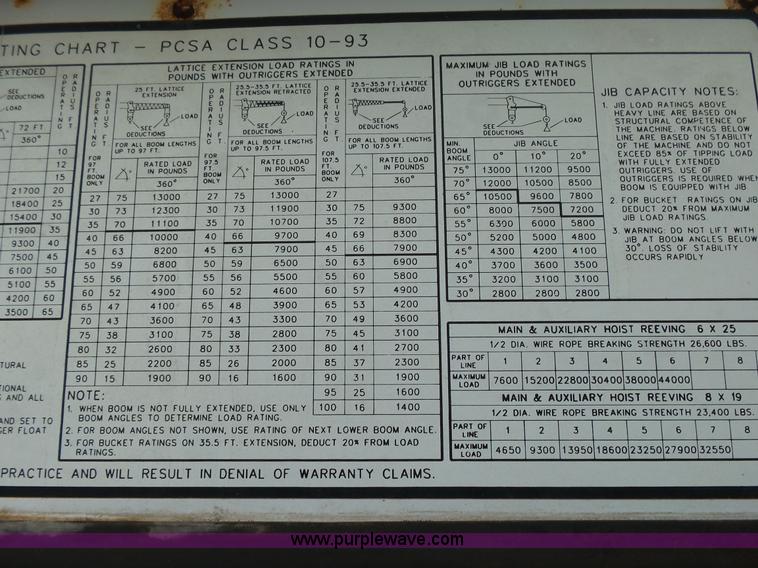 TING CHART – PCSA CLASS 10-93
EXTENDED
RADIUS FT.
OPERATING
SEE DEDUCTIONS
LOAD
72 FT
360°
10
12
15
21700 20
18400 25
15400 30
11900 35
9300 40
7500 45
6100 50
5100 55
4200 60
3500 65
LATTICE EXTENSION LOAD RATINGS IN
POUNDS WITH OUTRIGGERS EXTENDED
OPERATING RADIUS FT.
25 FT. LATTICE
EXTENSION
LOAD
SEE
DEDUCTIONS
FOR ALL BOOM LENGTHS
UP TO 97 FT.
FOR 97 BOOM ONLY
RATED LOAD
IN POUNDS
360°
27 75 13000
30 73 12300
35 70 11100
40 66 10000
45 63 8200
50 59 6800
55 56 5700
60 52 4900
65 47 4100
70 43 3600
75 38 3100
80 32 2600
85 25 2200
90 15 1900
OPERATING RADIUS FT.
25.5-35.5 FT. LATTICE
EXTENSION RETRACTED
LOAD
SEE
DEDUCTIONS
FOR ALL BOOM LENGTHS
UP TO 97.5 FT.
FOR 97.5 FT BOOM ONLY
RATED LOAD
IN POUNDS
360°
27 75 13000
30 73 11900
35 70 10700
40 66 9700
45 63 7900
50 59 6500
55 56 5500
60 52 4600
65 48 3900
70 43 3300
75 38 2800
80 33 2300
85 25 2000
90 16 1600
OPERATING RADIUS FT.
25.5-35.5 FT. LATTICE
EXTENSION EXTENDED
LOAD
SEE
DEDUCTIONS
FOR ALL BOOM LENGTHS
UP TO 107.5 FT.
FOR 107.5 FT. BOOM ONLY
RATED LOAD
IN POUNDS
360°
27
30 75 9300
35 72 8800
40 69 8300
45 66 7900
50 63 6900
55 60 5800
60 57 4900
65 53 4200
70 49 3600
75 45 3100
80 41 2700
85 37 2300
90 31 1900
95 25 1600
100 16 1400
NOTE:
1. WHEN BOOM IS NOT FULLY EXTENDED, USE ONLY
BOOM ANGLES TO DETERMINE LOAD RATING.
2. FOR BOOM ANGLES NOT SHOWN, USE RATING OF NEXT LOWER BOOM ANGLE.
3. FOR BUCKET RATINGS ON 35.5 FT. EXTENSION, DEDUCT 20% FROM LOAD
RATINGS.
MAXIMUM JIB LOAD RATINGS
IN POUNDS WITH
OUTRIGGERS EXTENDED
LOAD
SEE
DEDUCTIONS
MIN. BOOM ANGLE
JIB ANGLE
0° 10° 20°
75° 13000 11200 9500
70° 12000 10500 8500
65° 10500 9600 7800
60° 8000 7500 7200
55° 6390 6000 5800
50° 5200 5000 4800
45° 4300 4200 4100
40° 3700 3600 3500
35° 3200 3100 3100
30° 2800 2800 2800
JIB CAPACITY NOTES:
1. JIB LOAD RATINGS ABOVE
HEAVY LINE ARE BASED ON
STRUCTURAL COMPETENCE OF
THE MACHINE. RATINGS BELOW
LINE ARE BASED ON STABILITY
OF THE MACHINE AND DO NOT
EXCEED 85% OF TIPPING LOAD
WITH FULLY EXTENDED
OUTRIGGERS. USE OF
OUTRIGGERS IS REQUIRED WHEN
BOOM IS EQUIPPED WITH JIB
2. FOR BUCKET RATINGS ON JIB
DEDUCT 20% FROM MAXIMUM
JIB LOAD RATINGS.
3. WARNING: DO NOT LIFT WITH
JIB AT BOOM ANGLES BELOW
30°. LOSS OF STABILITY
OCCURS RAPIDLY
MAIN & AUXILIARY HOIST REEVING 6 X 25
1/2 DIA. WIRE ROPE BREAKING STRENGTH 26,600 LBS.
PART OF LINE 1 2 3 4 5 6 7 8
MAXIMUM LOAD 7600 15200 22800 30400 38000 44000
MAIN & AUXILIARY HOIST REEVING 8 X 19
1/2 DIA. WIRE ROPE BREAKING STRENGTH 23,400 LBS.
PART OF LINE 1 2 3 4 5 6 7 8
MAXIMUM LOAD 4650 9300 13950 18600 23250 27900 32550
TURAL
TIONAL
G AND ALL
AND SET TO
GER FLOAT
PRACTICE AND WILL RESULT IN DENIAL OF WARRANTY CLAIMS.
www.purplewave.com